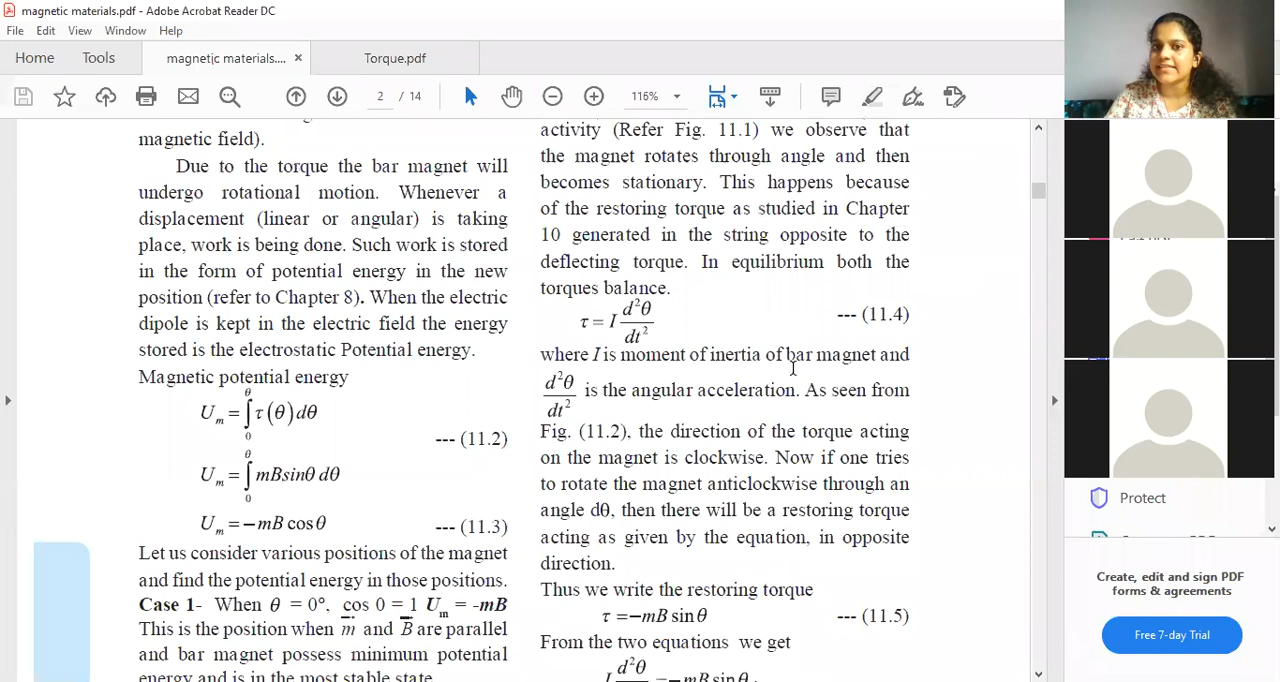 magnetic materials.pdf - Adobe Acrobat Reader DC
File Edit View Window Help
Home Tools magnetic materials.... × Torque.pdf
2 / 14 116%
magnetic field).
Due to the torque the bar magnet will
undergo rotational motion. Whenever a
displacement (linear or angular) is taking
place, work is being done. Such work is stored
in the form of potential energy in the new
position (refer to Chapter 8). When the electric
dipole is kept in the electric field the energy
stored is the electrostatic Potential energy.
Magnetic potential energy
U_m = ∫₀^θ τ(θ) dθ
--- (11.2)
U_m = ∫₀^θ mBsinθ dθ
U_m = −mB cosθ --- (11.3)
Let us consider various positions of the magnet
and find the potential energy in those positions.
Case 1- When θ = 0°, cos 0 = 1 U_m = -mB
This is the position when m⃗ and B⃗ are parallel
and bar magnet possess minimum potential
energy and is in the most stable state.
activity (Refer Fig. 11.1) we observe that
the magnet rotates through angle and then
becomes stationary. This happens because
of the restoring torque as studied in Chapter
10 generated in the string opposite to the
deflecting torque. In equilibrium both the
torques balance.
τ = I d²θ/dt² --- (11.4)
where I is moment of inertia of bar magnet and
d²θ/dt² is the angular acceleration. As seen from
Fig. (11.2), the direction of the torque acting
on the magnet is clockwise. Now if one tries
to rotate the magnet anticlockwise through an
angle dθ, then there will be a restoring torque
acting as given by the equation, in opposite
direction.
Thus we write the restoring torque
τ = −mB sinθ --- (11.5)
From the two equations we get
I d²θ = −mB sinθ
Protect
Create, edit and sign PDF
forms & agreements
Free 7-day Trial